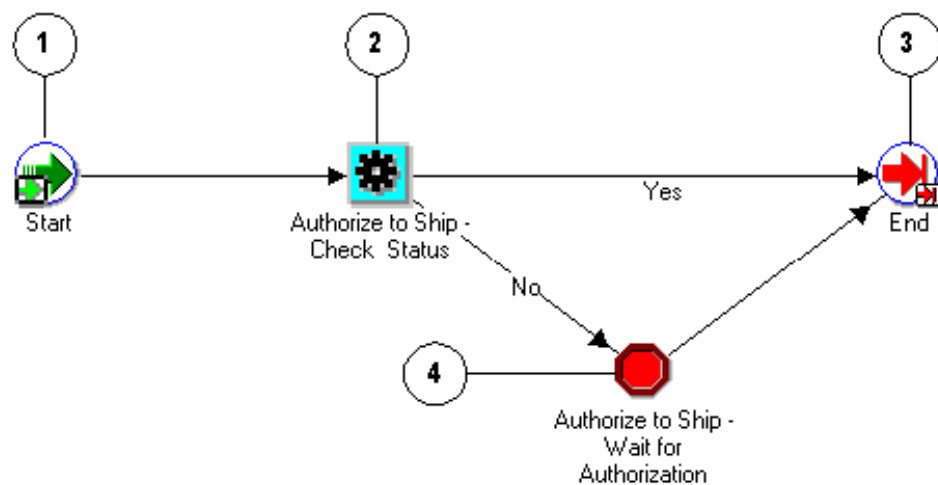 1
2
3
Start
Authorize to Ship -
Check Status
Yes
End
No
4
Authorize to Ship -
Wait for
Authorization